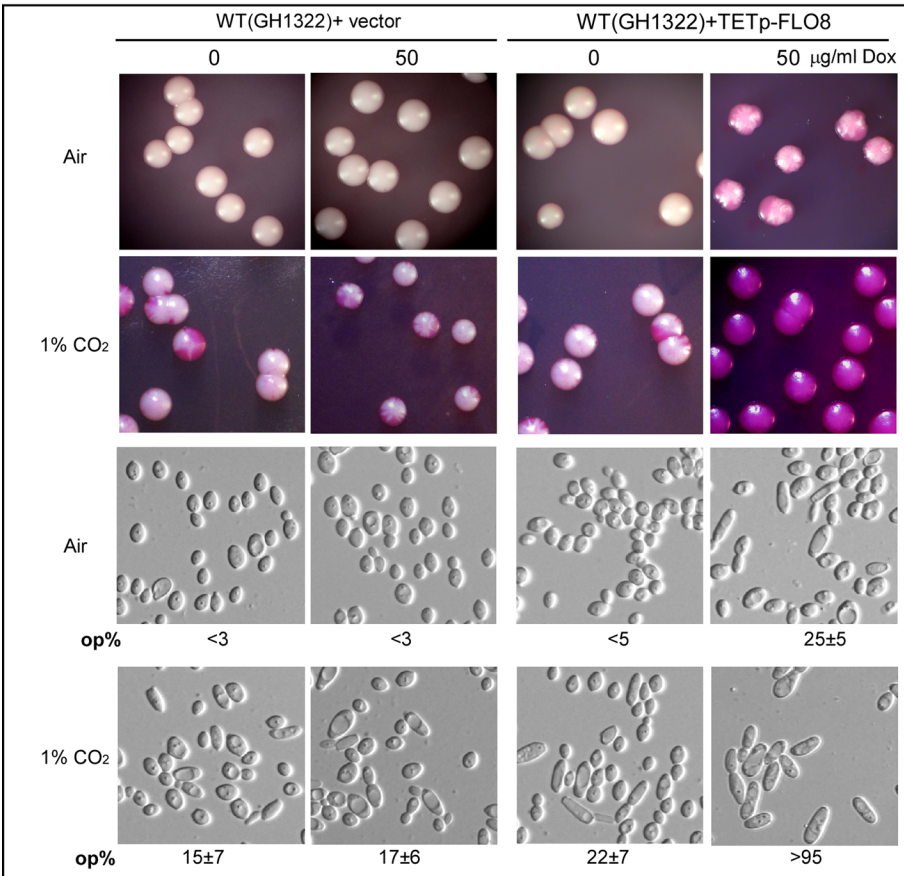 WT(GH1322)+ vector WT(GH1322)+TETp-FLO8
0 50 0 50 μg/ml Dox
Air
1% CO₂
Air
op% <3 <3 <5 25±5
1% CO₂
op% 15±7 17±6 22±7 >95